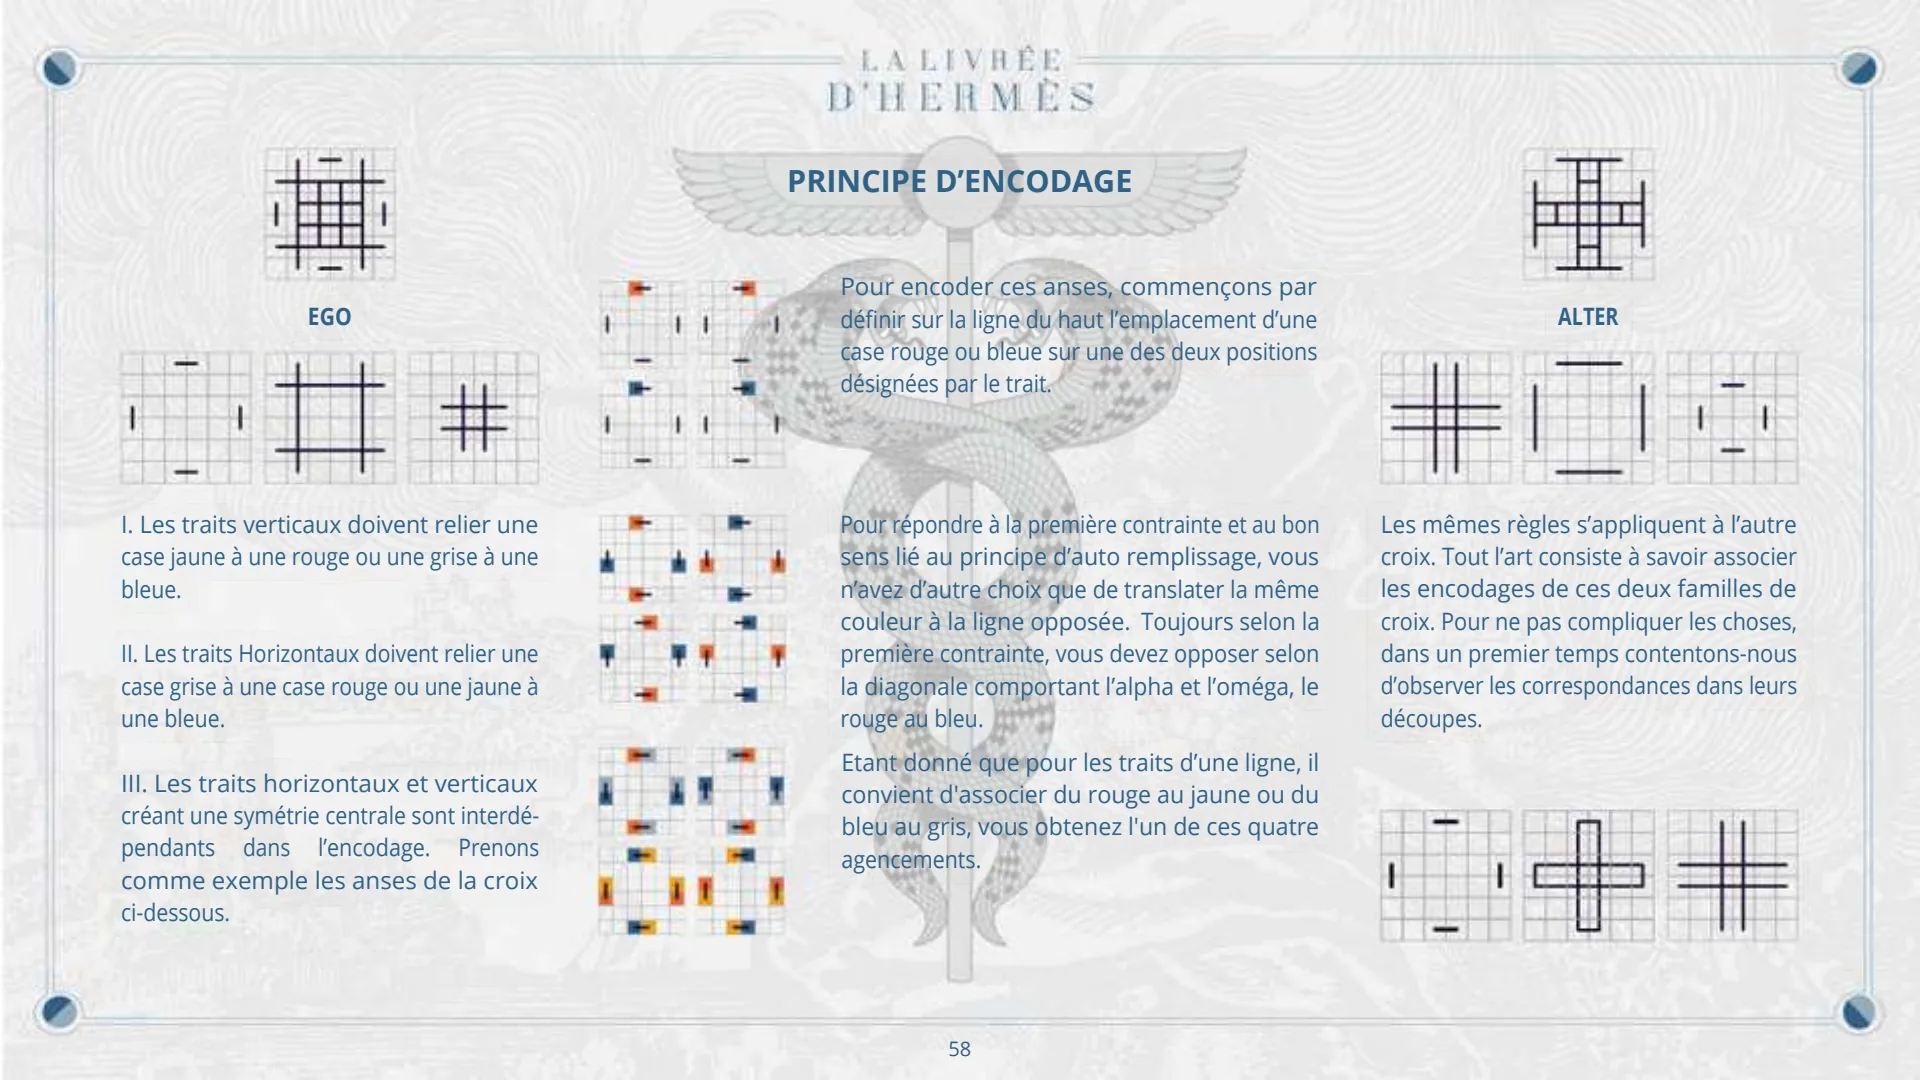 LA LIVRÉE
D'HERMÈS
PRINCIPE D'ENCODAGE
EGO
I. Les traits verticaux doivent relier une
case jaune à une rouge ou une grise à une
bleue.
II. Les traits Horizontaux doivent relier une
case grise à une case rouge ou une jaune à
une bleue.
III. Les traits horizontaux et verticaux
créant une symétrie centrale sont interdé-
pendants dans l'encodage. Prenons
comme exemple les anses de la croix
ci-dessous.
Pour encoder ces anses, commençons par
définir sur la ligne du haut l'emplacement d'une
case rouge ou bleue sur une des deux positions
désignées par le trait.
Pour répondre à la première contrainte et au bon
sens lié au principe d'auto remplissage, vous
n'avez d'autre choix que de translater la même
couleur à la ligne opposée. Toujours selon la
première contrainte, vous devez opposer selon
la diagonale comportant l'alpha et l'oméga, le
rouge au bleu.
Etant donné que pour les traits d'une ligne, il
convient d'associer du rouge au jaune ou du
bleu au gris, vous obtenez l'un de ces quatre
agencements.
ALTER
Les mêmes règles s'appliquent à l'autre
croix. Tout l'art consiste à savoir associer
les encodages de ces deux familles de
croix. Pour ne pas compliquer les choses,
dans un premier temps contentons-nous
d'observer les correspondances dans leurs
découpes.
58